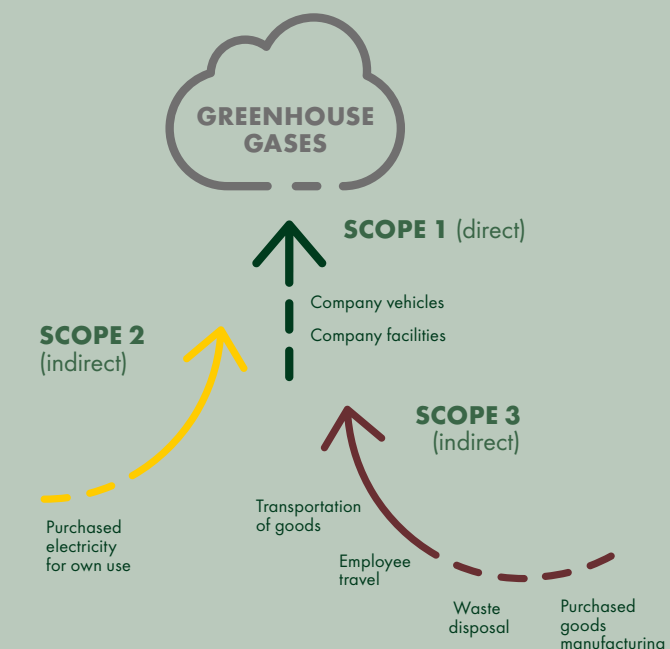 GREENHOUSE
GASES
SCOPE 1 (direct)
Company vehicles
Company facilities
SCOPE 2
(indirect)
Purchased
electricity
for own use
SCOPE 3
(indirect)
Transportation
of goods
Employee
travel
Waste
disposal
Purchased
goods
manufacturing